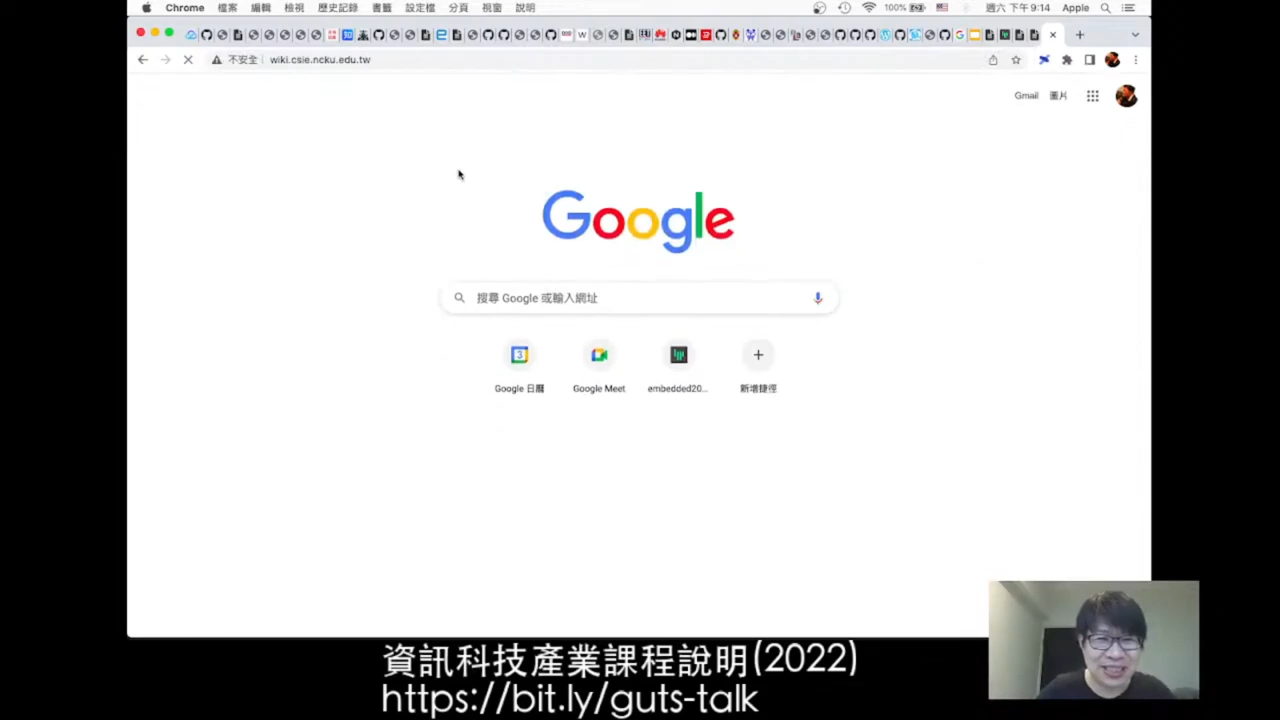 Chrome 檔案 編輯 檢視 歷史記錄 書籤 設定檔 分頁 視窗 說明 100% 週六 下午 9:14 Apple
不安全 wiki.csie.ncku.edu.tw
Gmail 圖片
Google
搜尋 Google 或輸入網址
Google 日曆 Google Meet embedded20... 新增捷徑
資訊科技產業課程說明(2022)
https://bit.ly/guts-talk